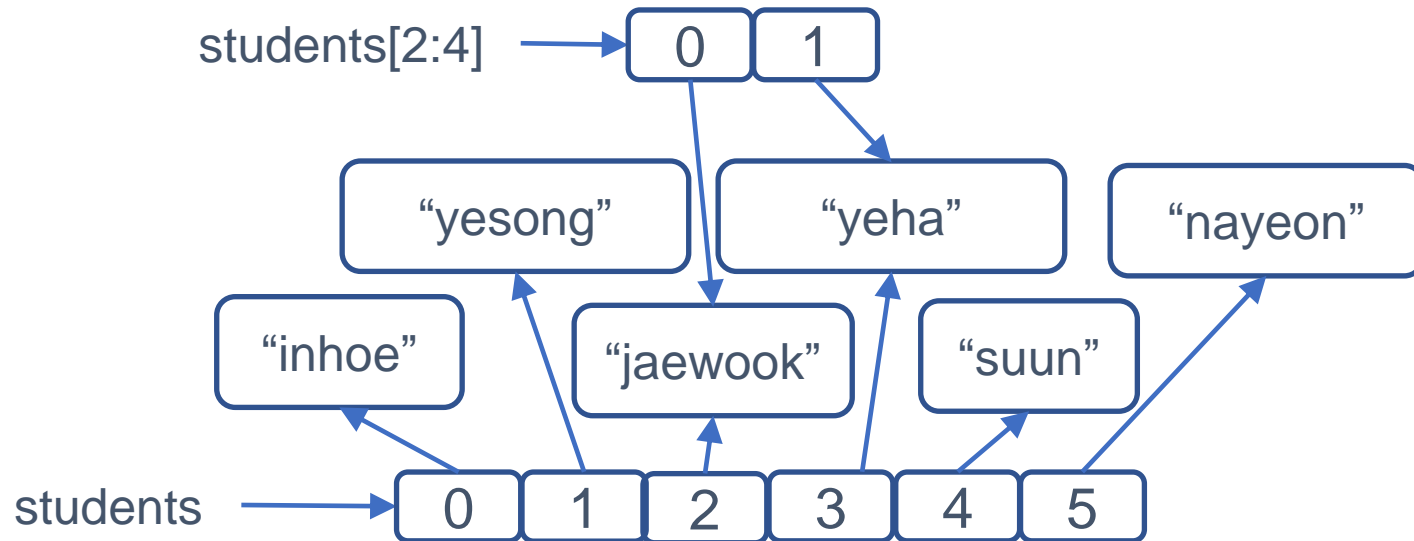 students[2:4]
0 1
“yesong” “yeha” “nayeon”
“inhoe” “jaewook” “suun”
students 0 1 2 3 4 5